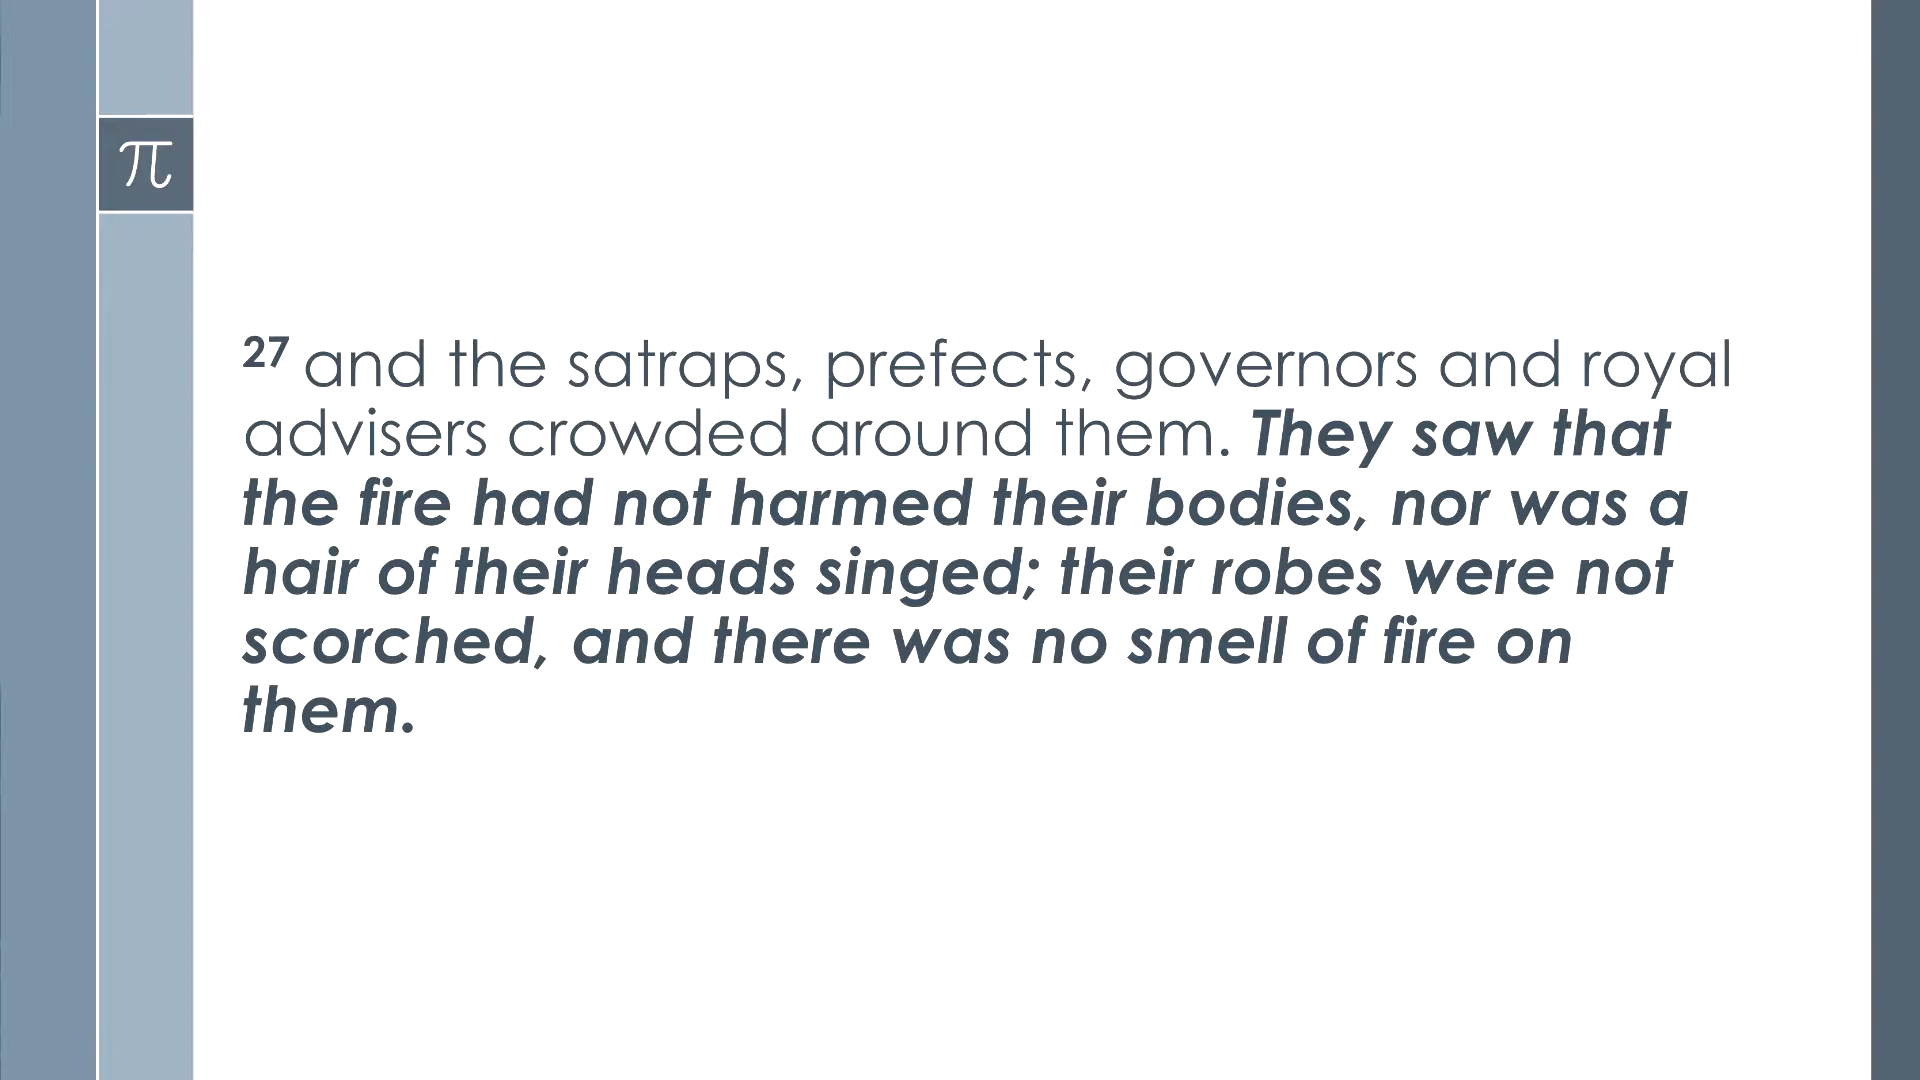 π
27 and the satraps, prefects, governors and royal
advisers crowded around them. They saw that
the fire had not harmed their bodies, nor was a
hair of their heads singed; their robes were not
scorched, and there was no smell of fire on
them.